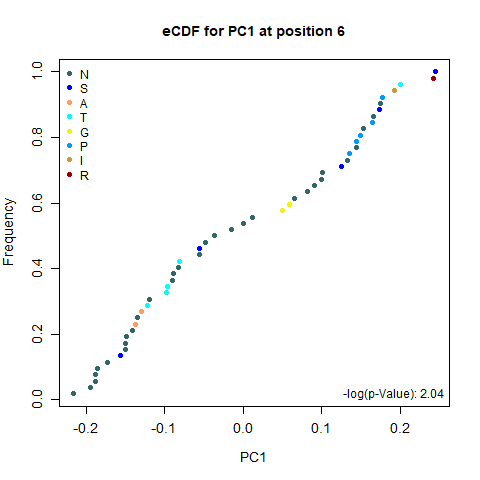 eCDF for PC1 at position 6
Frequency
1.0
0.8
0.6
0.4
0.2
0.0
N
S
A
T
G
P
I
R
-log(p-Value): 2.04
-0.2 -0.1 0.0 0.1 0.2
PC1